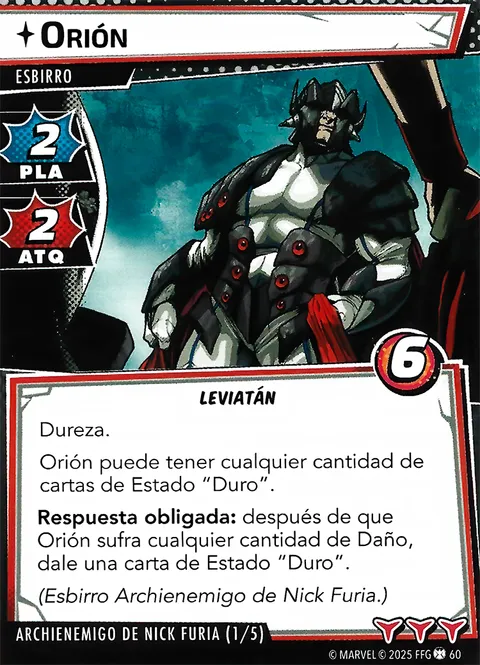 Orión
ESBIRRO
2
PLA
2
ATQ
6
LEVIATÁN
Dureza.
Orión puede tener cualquier cantidad de
cartas de Estado “Duro”.
Respuesta obligada: después de que
Orión sufra cualquier cantidad de Daño,
dale una carta de Estado “Duro”.
(Esbirro Archienemigo de Nick Furia.)
ARCHIENEMIGO DE NICK FURIA (1/5)
© MARVEL © 2025 FFG 60